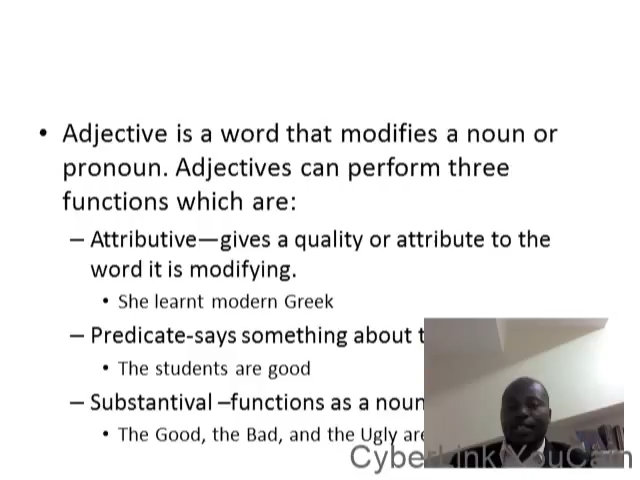 • Adjective is a word that modifies a noun or
pronoun. Adjectives can perform three
functions which are:
– Attributive—gives a quality or attribute to the
word it is modifying.
• She learnt modern Greek
– Predicate-says something about t
• The students are good
– Substantival –functions as a noun
• The Good, the Bad, and the Ugly are
CyberLink YouCam